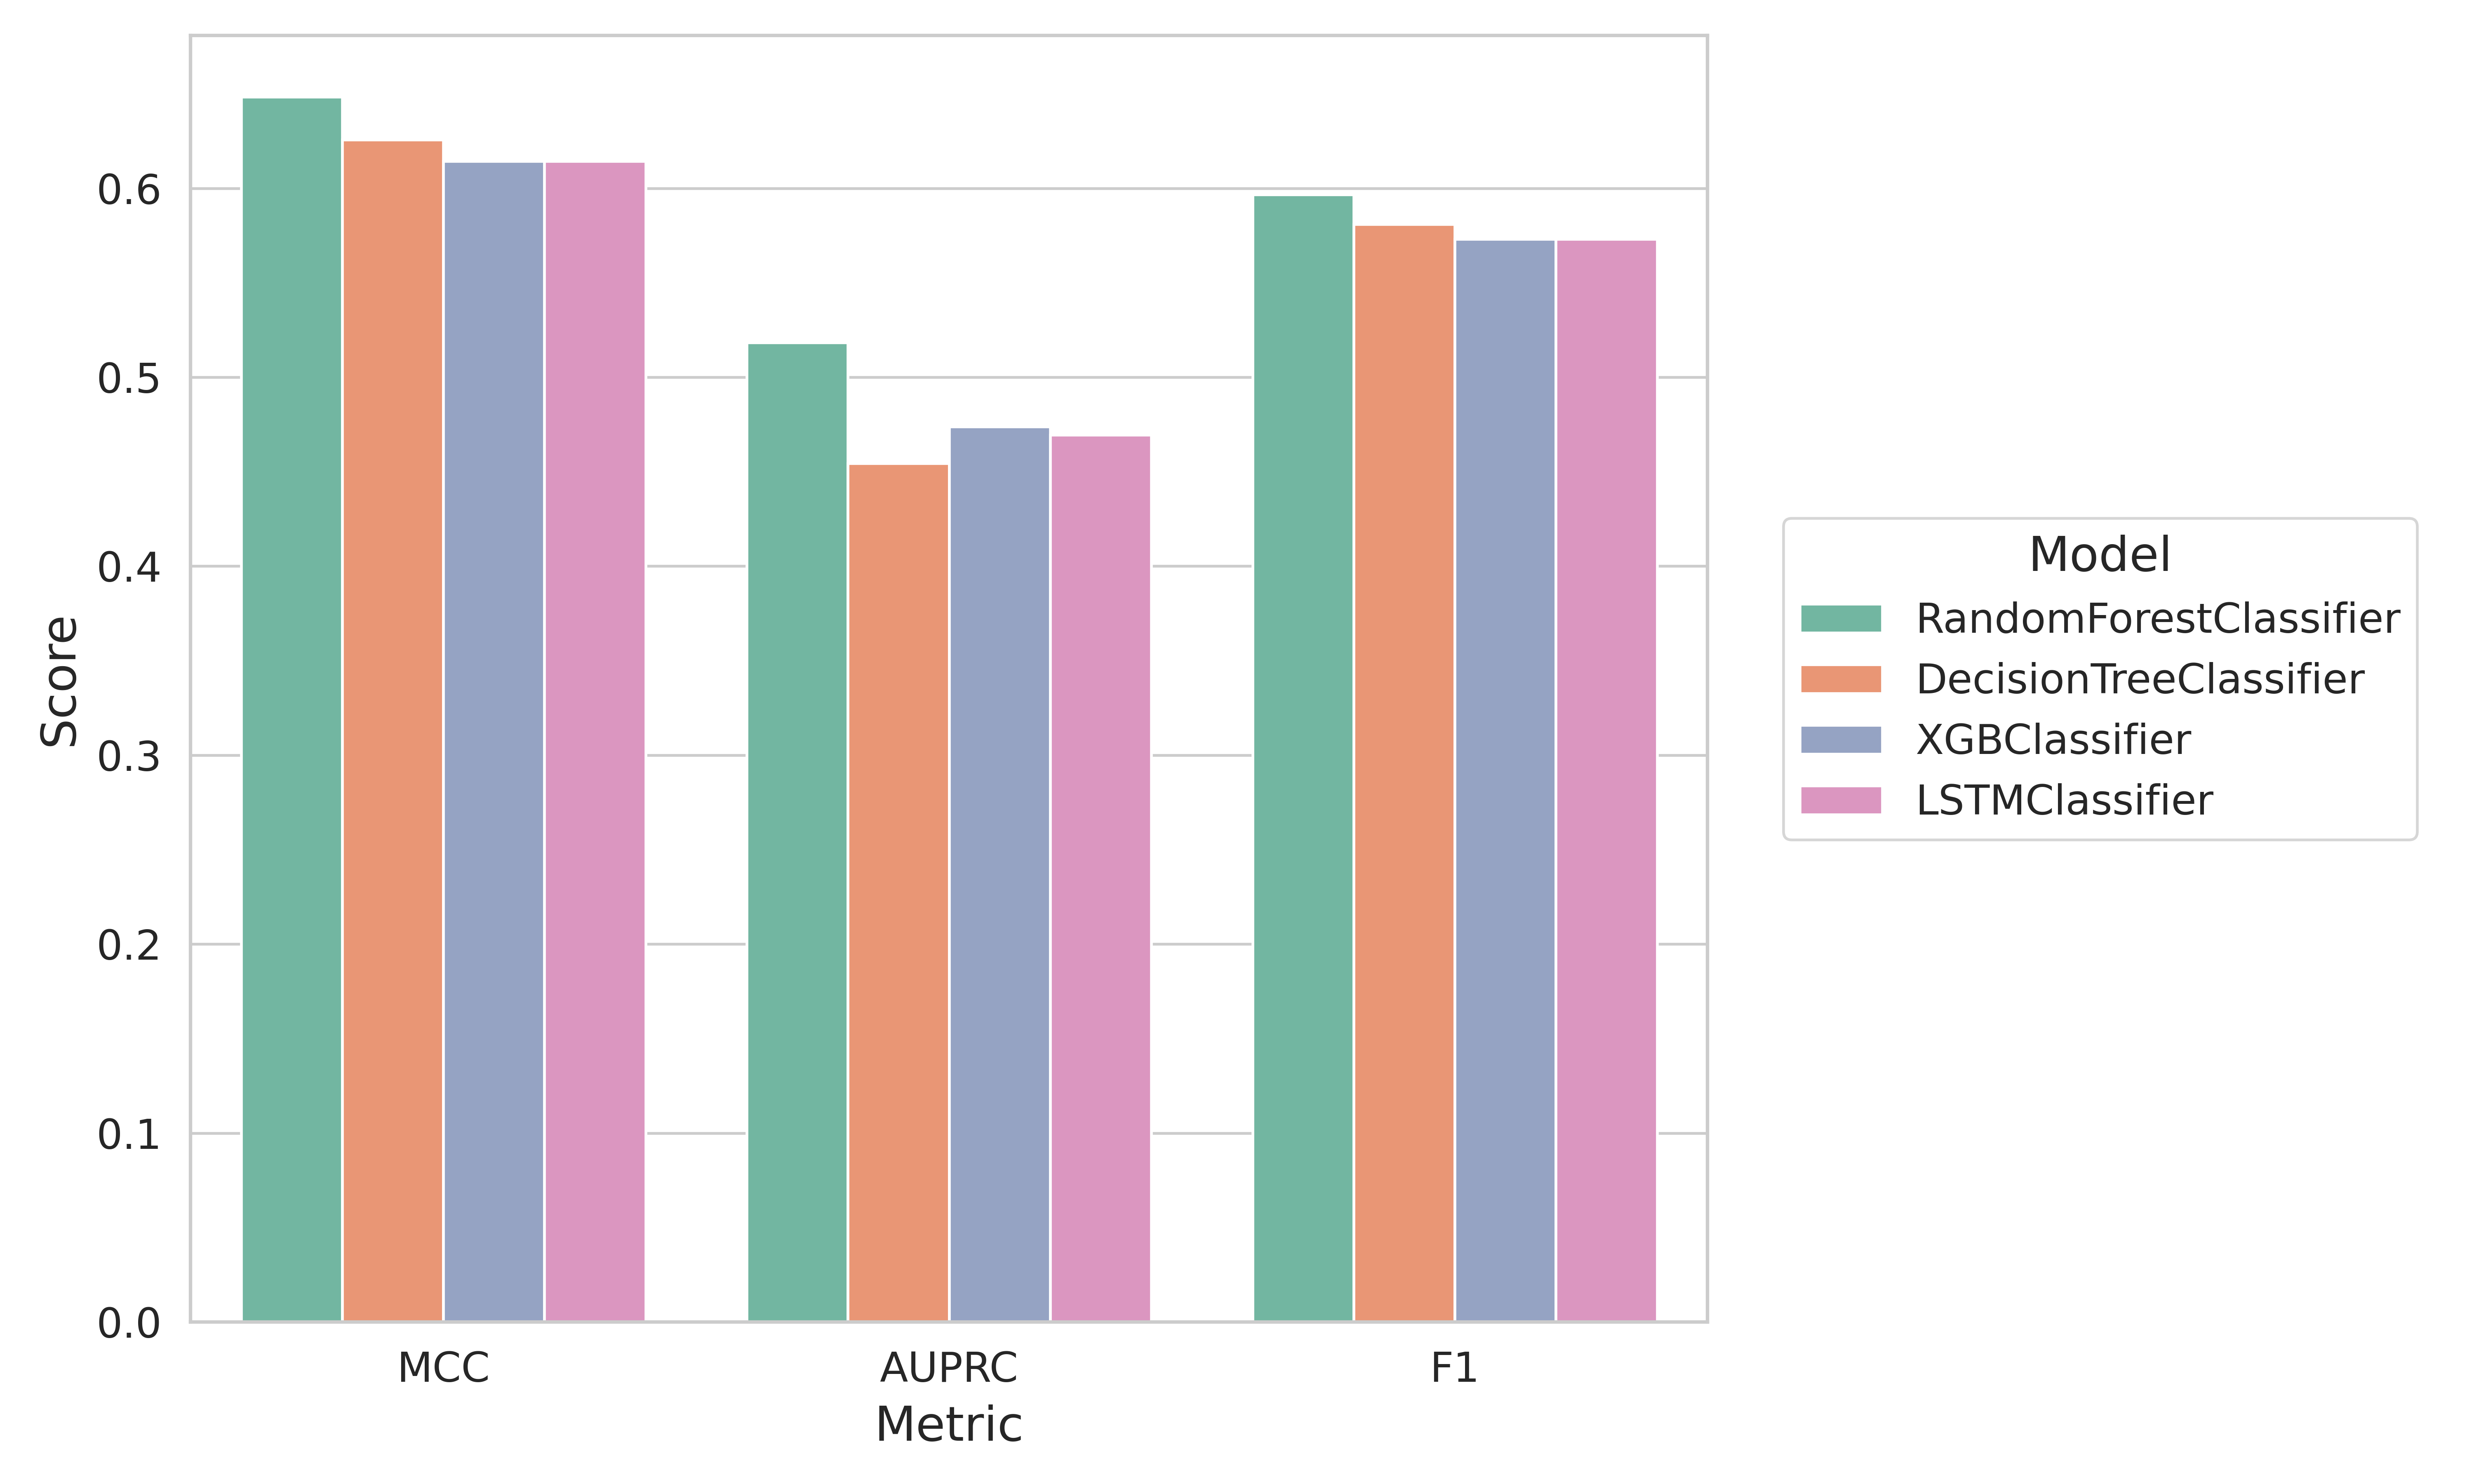 0.6
0.5
0.4
0.3
0.2
0.1
0.0
Score
MCC
AUPRC
F1
Metric
Model
RandomForestClassifier
DecisionTreeClassifier
XGBClassifier
LSTMClassifier